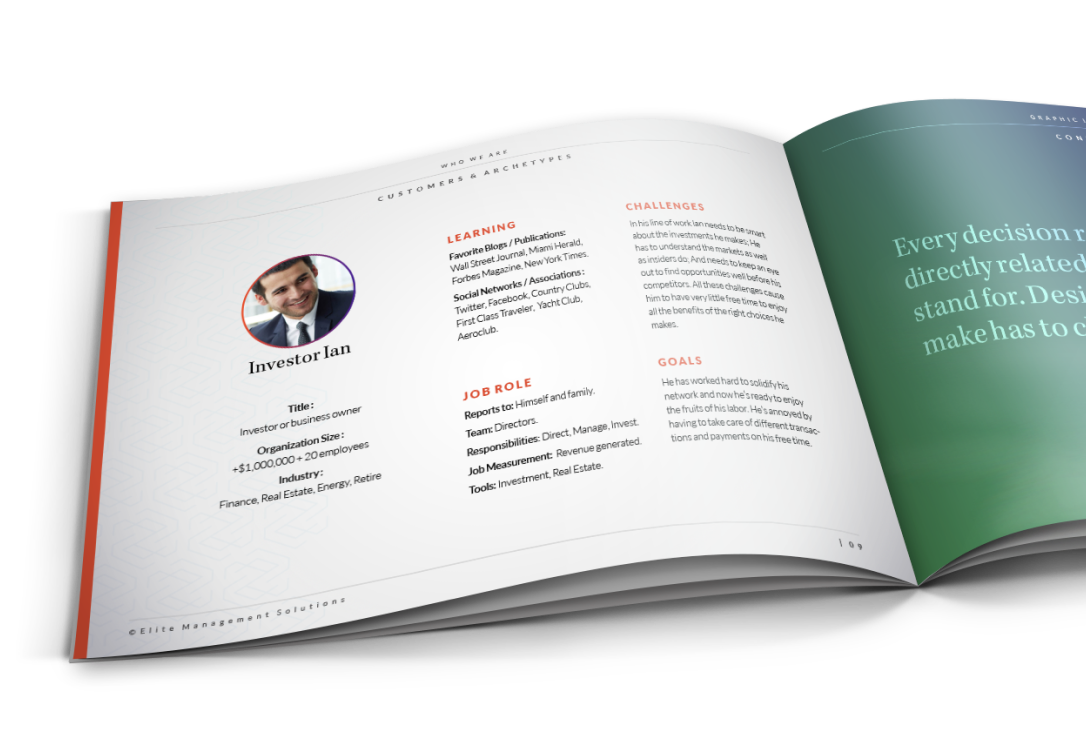 WHO WE ARE
CUSTOMERS & ARCHETYPES
Investor Ian
Title:
Investor or business owner
Organization Size:
+$1,000,000 + 20 employees
Industry:
Finance, Real Estate, Energy, Retire
LEARNING
Favorite Blogs / Publications:
Wall Street Journal, Miami Herald,
Forbes Magazine, New York Times.
Social Networks / Associations:
Twitter, Facebook, Country Clubs,
First Class Traveler, Yacht Club,
Aeroclub.
JOB ROLE
Reports to: Himself and family.
Team: Directors.
Responsibilities: Direct, Manage, Invest.
Job Measurement: Revenue generated.
Tools: Investment, Real Estate.
CHALLENGES
In his line of work Ian needs to be smart
about the investments he makes; He
has to understand the markets as well
as insiders do, And needs to keep an eye
out to find opportunities well before his
competitors. All these challenges cause
him to have very little free time to enjoy
all the benefits of the right choices he
makes.
GOALS
He has worked hard to solidify his
network and now he's ready to enjoy
the fruits of his labor. He's annoyed by
having to take care of different transac-
tions and payments on his free time.
©Elite Management Solutions
| 09
GRAPHIC
Every decision
directly related
stand for.
make has to